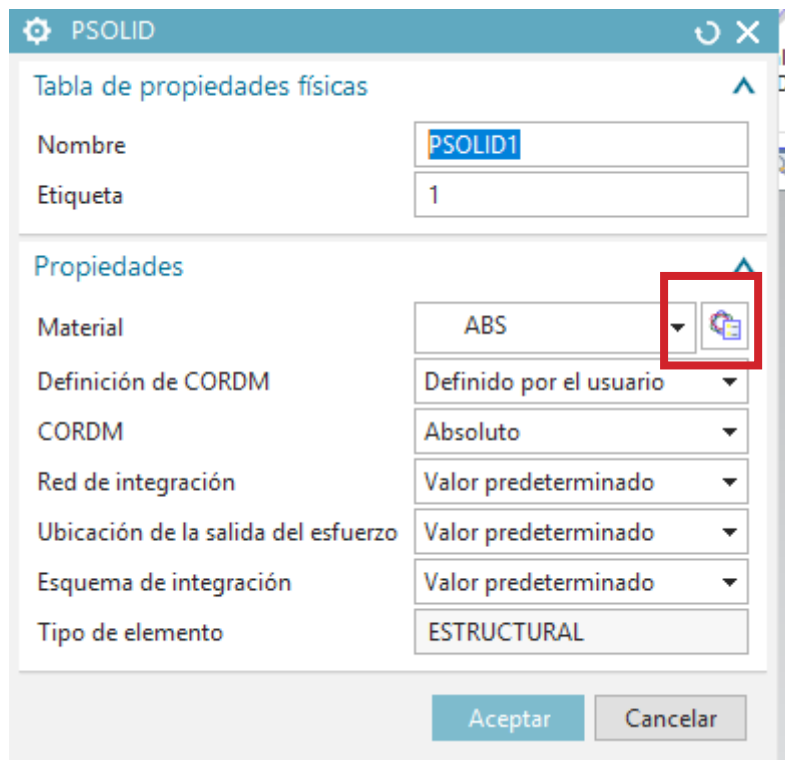 PSOLID
Tabla de propiedades físicas
Nombre PSOLID1
Etiqueta 1
Propiedades
Material ABS
Definición de CORDM Definido por el usuario
CORDM Absoluto
Red de integración Valor predeterminado
Ubicación de la salida del esfuerzo Valor predeterminado
Esquema de integración Valor predeterminado
Tipo de elemento ESTRUCTURAL
Aceptar Cancelar